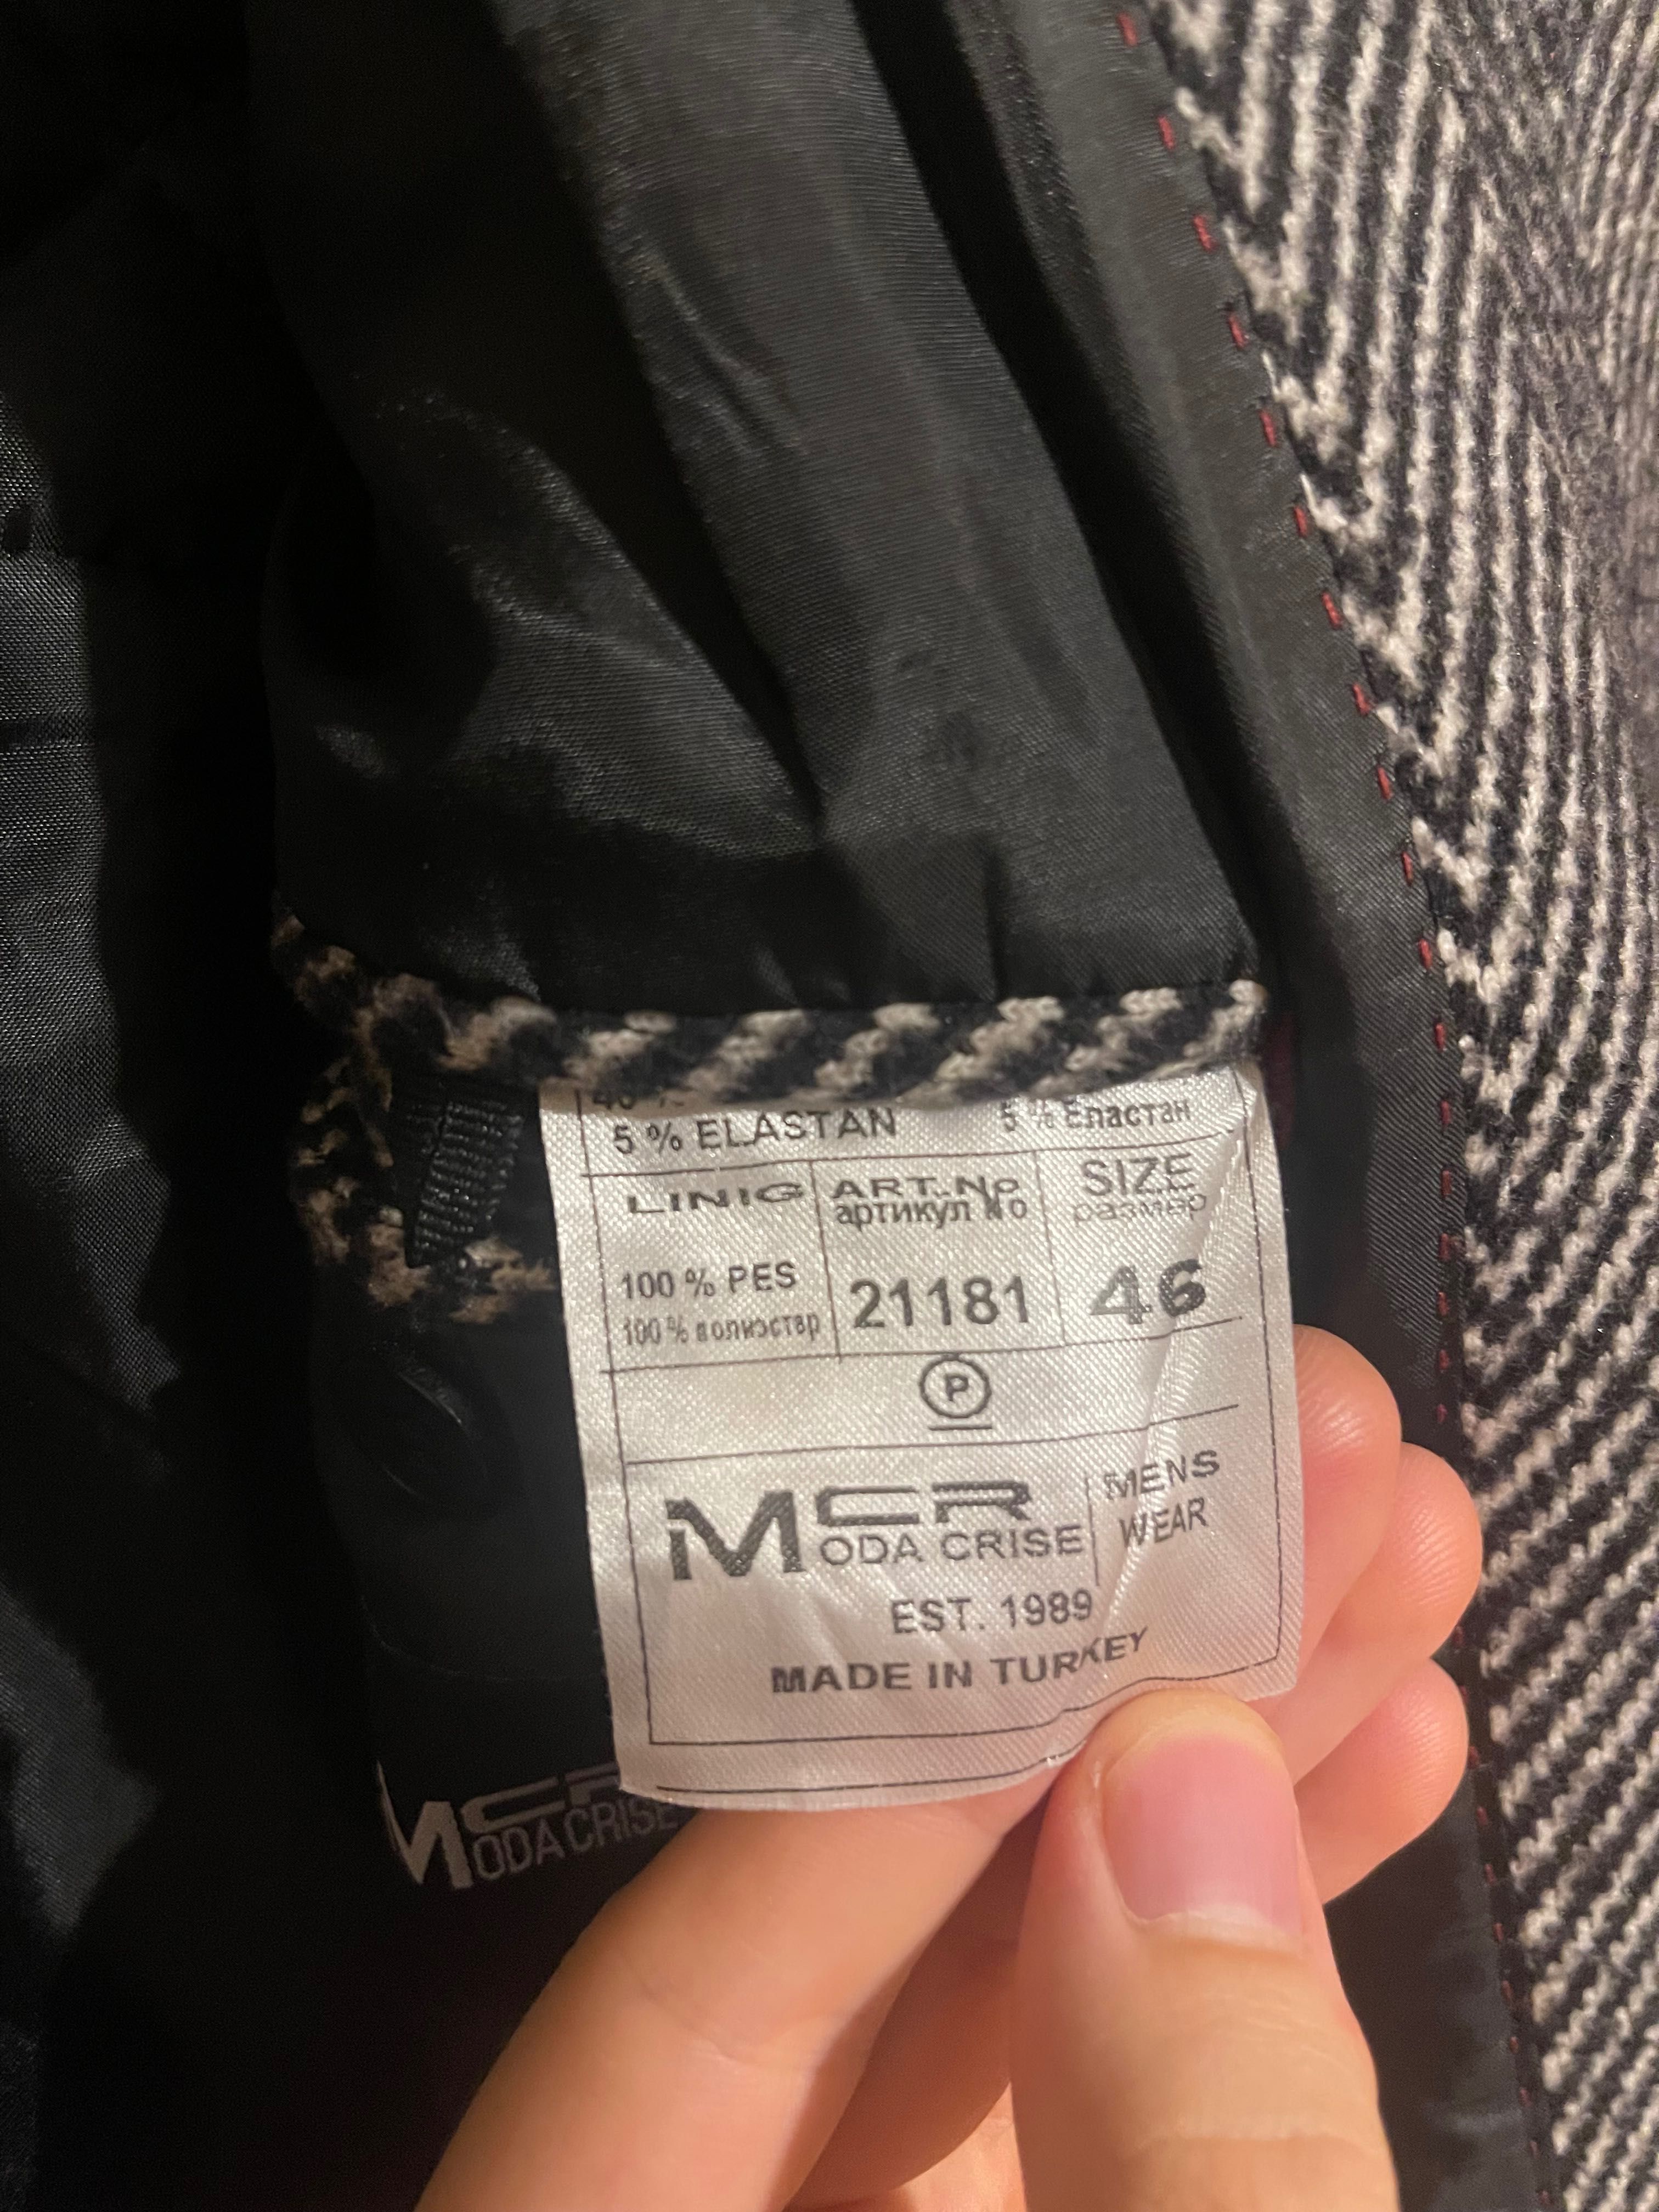 5 % ELASTAN 5 % Еластан
LINIG ART.No SIZE
артикул No размер
100 % PES 21181 46
100 % полиэстер
P
MCR MENS
MODA CRISE WEAR
EST. 1989
MADE IN TURKEY
MCR
MODA CRISE